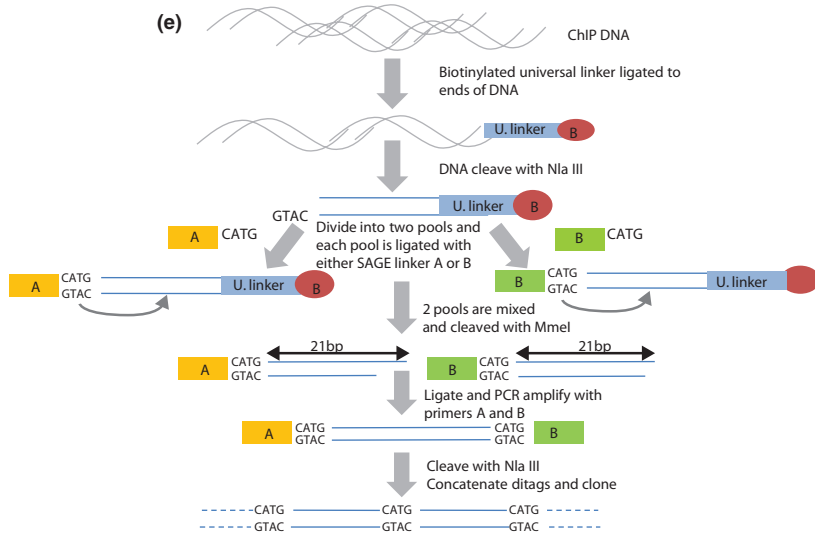 (e)
ChIP DNA
Biotinylated universal linker ligated to
ends of DNA
U. linker B
DNA cleave with Nla III
U. linker B
GTAC
A CATG
Divide into two pools and
each pool is ligated with
either SAGE linker A or B
B CATG
A CATG
GTAC
U. linker B
B CATG
GTAC
U. linker
2 pools are mixed
and cleaved with MmeI
21bp 21bp
A CATG
GTAC
B CATG
GTAC
Ligate and PCR amplify with
primers A and B
A CATG CATG B
GTAC GTAC
Cleave with Nla III
Concatenate ditags and clone
CATG CATG CATG
GTAC GTAC GTAC